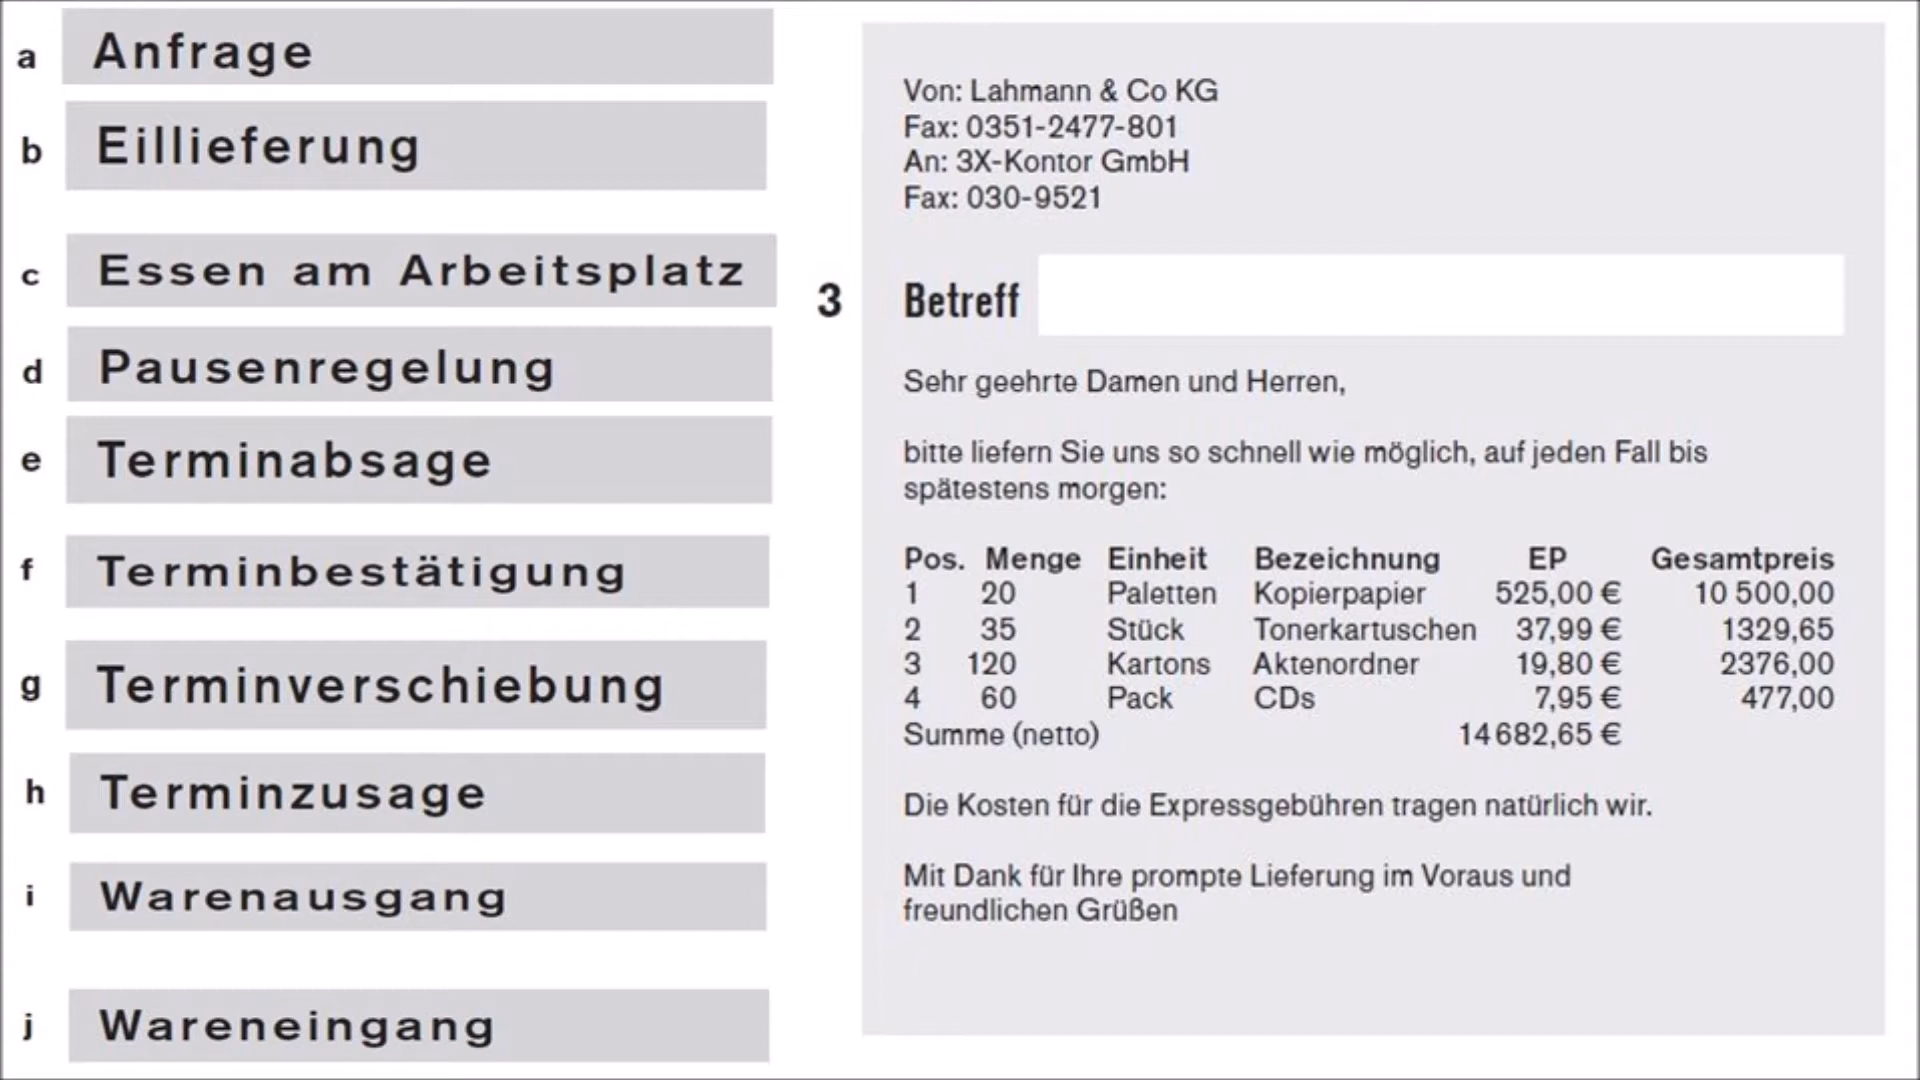 a Anfrage
b Eillieferung
c Essen am Arbeitsplatz
d Pausenregelung
e Terminabsage
f Terminbestätigung
g Terminverschiebung
h Terminzusage
i Warenausgang
j Wareneingang
Von: Lahmann & Co KG
Fax: 0351-2477-801
An: 3X-Kontor GmbH
Fax: 030-9521
3 Betreff
Sehr geehrte Damen und Herren,
bitte liefern Sie uns so schnell wie möglich, auf jeden Fall bis
spätestens morgen:
Pos. Menge Einheit Bezeichnung EP Gesamtpreis
1 20 Paletten Kopierpapier 525,00 € 10 500,00
2 35 Stück Tonerkartuschen 37,99 € 1329,65
3 120 Kartons Aktenordner 19,80 € 2376,00
4 60 Pack CDs 7,95 € 477,00
Summe (netto) 14 682,65 €
Die Kosten für die Expressgebühren tragen natürlich wir.
Mit Dank für Ihre prompte Lieferung im Voraus und
freundlichen Grüßen